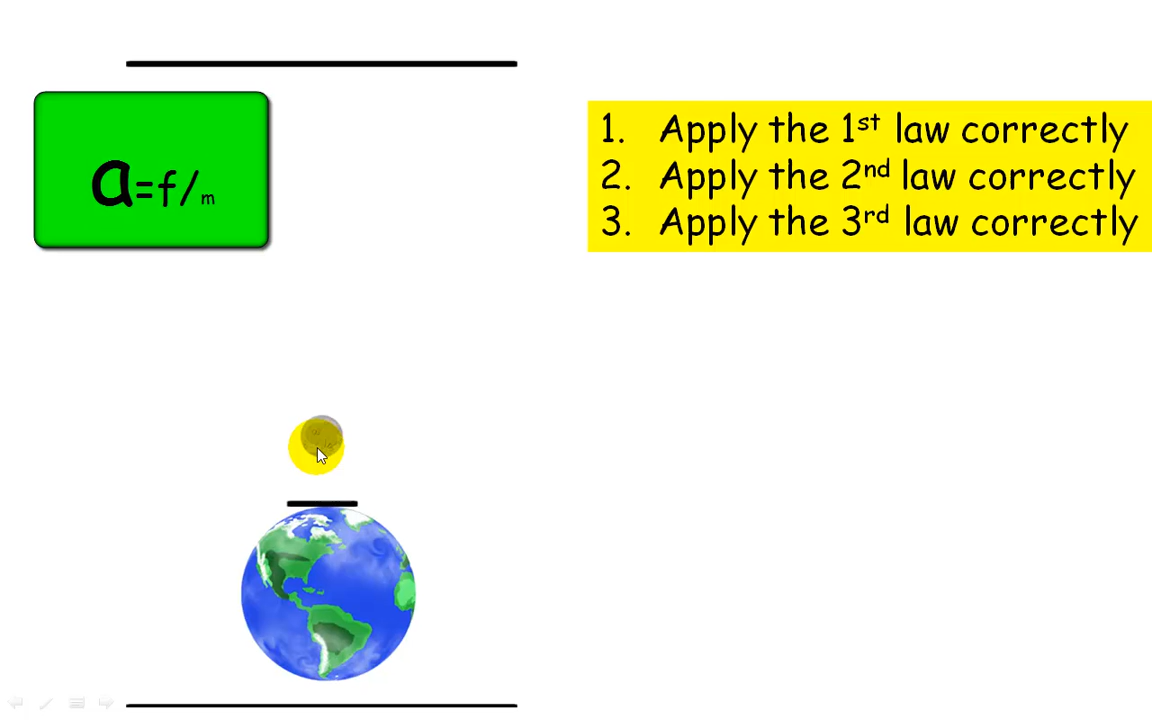 a=f/m
1. Apply the 1st law correctly
2. Apply the 2nd law correctly
3. Apply the 3rd law correctly